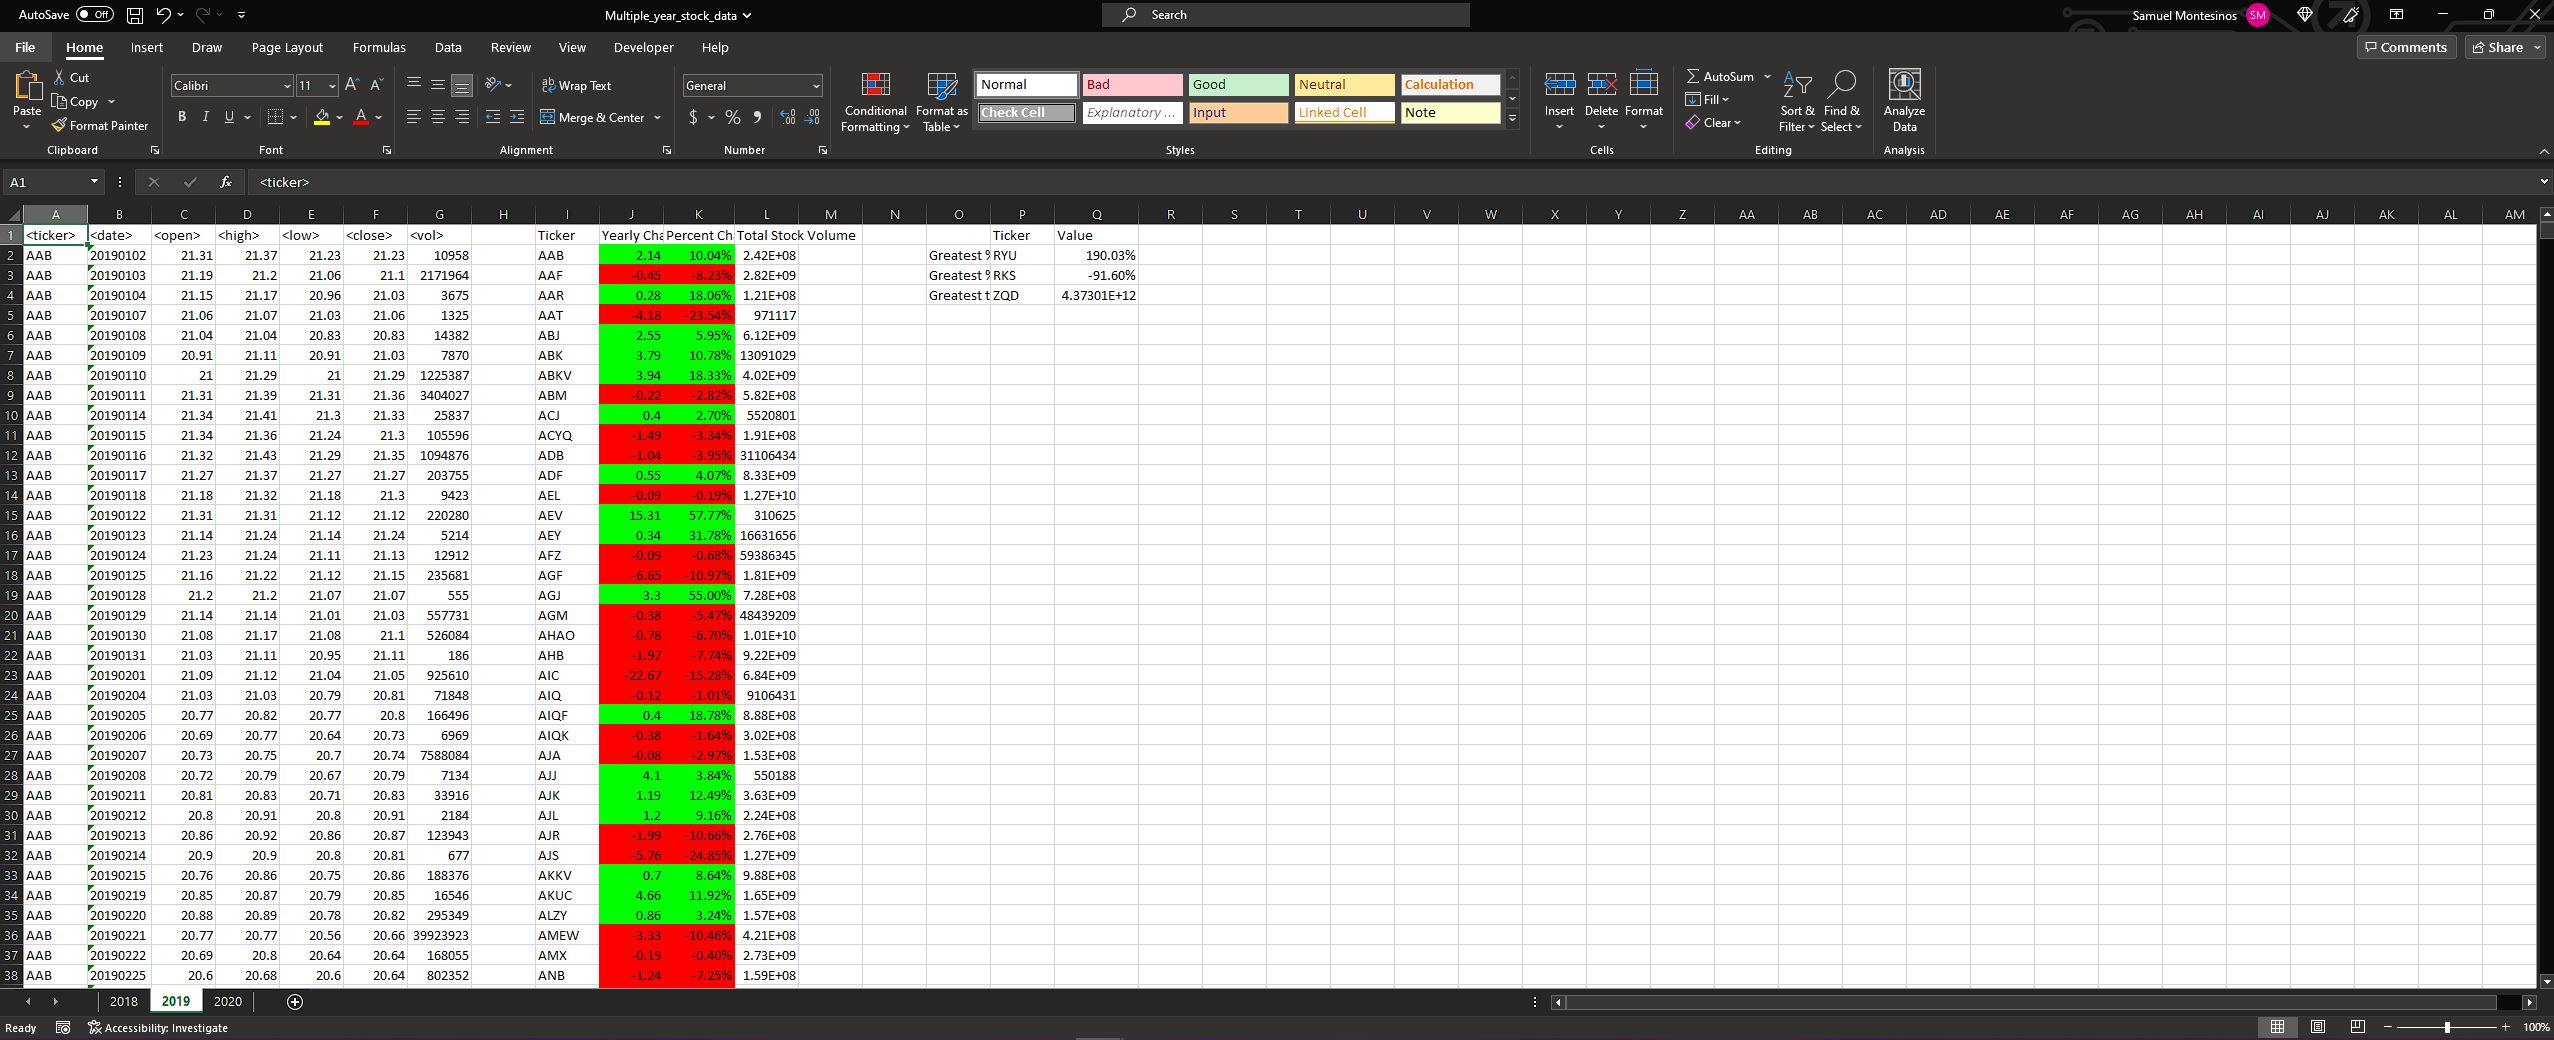 AutoSave Off Multiple_year_stock_data Search Samuel Montesinos SM
File Home Insert Draw Page Layout Formulas Data Review View Developer Help Comments Share
Paste Cut Copy Format Painter Clipboard
Calibri 11 A A B I U A Font
Wrap Text Merge & Center Alignment
General $ % Number
Conditional Formatting Format as Table
Normal Bad Good Neutral Calculation
Check Cell Explanatory ... Input Linked Cell Note
Styles
Insert Delete Format Cells
AutoSum Fill Clear Sort & Filter Find & Select Editing
Analyze Data Analysis
A1 fx <ticker>
A B C D E F G H I J K L M N O P Q R S T U V W X Y Z AA AB AC AD AE AF AG AH AI AJ AK AL AM
1 <ticker> <date> <open> <high> <low> <close> <vol> Ticker Yearly Cha Percent Ch Total Stock Volume Ticker Value
2 AAB 20190102 21.31 21.37 21.23 21.23 10958 AAB 2.14 10.04% 2.42E+08 Greatest % RYU 190.03%
3 AAB 20190103 21.19 21.2 21.06 21.1 2171964 AAF -0.45 -8.23% 2.82E+09 Greatest % RKS -91.60%
4 AAB 20190104 21.15 21.17 20.96 21.03 3675 AAR 0.28 18.06% 1.21E+08 Greatest t ZQD 4.37301E+12
5 AAB 20190107 21.06 21.07 21.03 21.06 1325 AAT -4.18 -23.54% 971117
6 AAB 20190108 21.04 21.04 20.83 20.83 14382 ABJ 2.55 5.95% 6.12E+09
7 AAB 20190109 20.91 21.11 20.91 21.03 7870 ABK 3.79 10.78% 13091029
8 AAB 20190110 21 21.29 21 21.29 1225387 ABKV 3.94 18.33% 4.02E+09
9 AAB 20190111 21.31 21.39 21.31 21.36 3404027 ABM -0.22 -2.82% 5.82E+08
10 AAB 20190114 21.34 21.41 21.3 21.33 25837 ACJ 0.4 2.70% 5520801
11 AAB 20190115 21.34 21.36 21.24 21.3 105596 ACYQ -1.49 -3.34% 1.91E+08
12 AAB 20190116 21.32 21.43 21.29 21.35 1094876 ADB -1.04 -3.95% 31106434
13 AAB 20190117 21.27 21.37 21.27 21.27 203755 ADF 0.55 4.07% 8.33E+09
14 AAB 20190118 21.18 21.32 21.18 21.3 9423 AEL -0.09 -0.19% 1.27E+10
15 AAB 20190122 21.31 21.31 21.12 21.12 220280 AEV 15.31 57.77% 310625
16 AAB 20190123 21.14 21.24 21.14 21.24 5214 AEY 0.34 31.78% 16631656
17 AAB 20190124 21.23 21.24 21.11 21.13 12912 AFZ -0.09 -0.68% 59386345
18 AAB 20190125 21.16 21.22 21.12 21.15 235681 AGF -6.65 -10.97% 1.81E+09
19 AAB 20190128 21.2 21.2 21.07 21.07 555 AGJ 3.3 55.00% 7.28E+08
20 AAB 20190129 21.14 21.14 21.01 21.03 557731 AGM -0.38 -5.47% 48439209
21 AAB 20190130 21.08 21.17 21.08 21.1 526084 AHAO -0.78 -6.70% 1.01E+10
22 AAB 20190131 21.03 21.11 20.95 21.11 186 AHB -1.97 -7.74% 9.22E+09
23 AAB 20190201 21.09 21.12 21.04 21.05 925610 AIC -22.67 -15.28% 6.84E+09
24 AAB 20190204 21.03 21.03 20.79 20.81 71848 AIQ -0.12 -1.01% 9106431
25 AAB 20190205 20.77 20.82 20.77 20.8 166496 AIQF 0.4 18.78% 8.88E+08
26 AAB 20190206 20.69 20.77 20.64 20.73 6969 AIQK -0.38 -1.64% 3.02E+08
27 AAB 20190207 20.73 20.75 20.7 20.74 7588084 AJA -0.08 -2.97% 1.53E+08
28 AAB 20190208 20.72 20.79 20.67 20.79 7134 AJJ 4.1 3.84% 550188
29 AAB 20190211 20.81 20.83 20.71 20.83 33916 AJK 1.19 12.49% 3.63E+09
30 AAB 20190212 20.8 20.91 20.8 20.91 2184 AJL 1.2 9.16% 2.24E+08
31 AAB 20190213 20.86 20.92 20.86 20.87 123943 AJR -1.99 -10.66% 2.76E+08
32 AAB 20190214 20.9 20.9 20.8 20.81 677 AJS -5.76 -24.85% 1.27E+09
33 AAB 20190215 20.76 20.86 20.75 20.86 188376 AKKV 0.7 8.64% 9.88E+08
34 AAB 20190219 20.85 20.87 20.79 20.85 16546 AKUC 4.66 11.92% 1.65E+09
35 AAB 20190220 20.88 20.89 20.78 20.82 295349 ALZY 0.86 3.24% 1.57E+08
36 AAB 20190221 20.77 20.77 20.56 20.66 39923923 AMEW -3.33 -10.46% 4.21E+08
37 AAB 20190222 20.69 20.8 20.64 20.64 168055 AMX -0.19 -0.40% 2.73E+09
38 AAB 20190225 20.6 20.68 20.6 20.64 802352 ANB -1.24 -7.25% 1.59E+08
2018 2019 2020
Ready Accessibility: Investigate 100%